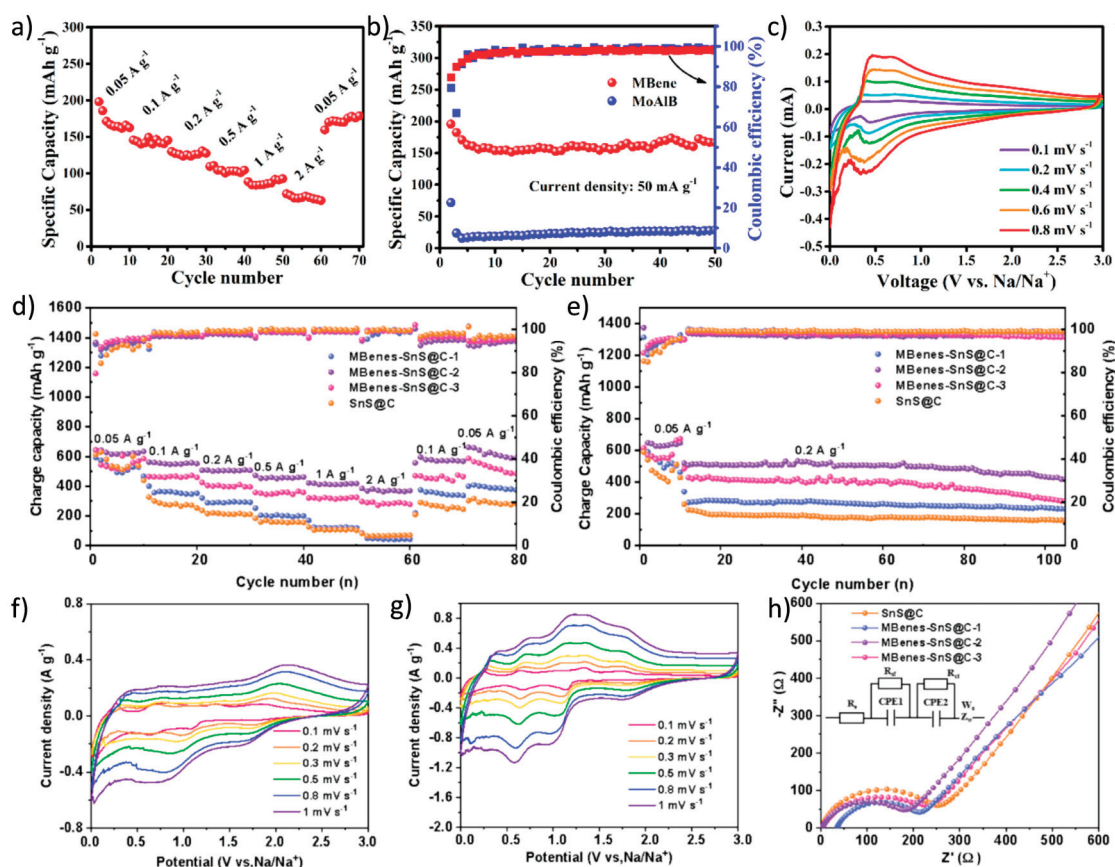 a)
Specific Capacity (mAh g⁻¹)
300
250
200
150
100
50
0
0.05 A g⁻¹
0.1 A g⁻¹
0.2 A g⁻¹
0.5 A g⁻¹
1 A g⁻¹
2 A g⁻¹
0.05 A g⁻¹
0 10 20 30 40 50 60 70
Cycle number
b)
Specific Capacity (mAh g⁻¹)
350
300
250
200
150
100
50
0
MBene
MoAlB
Current density: 50 mA g⁻¹
0 10 20 30 40 50
Cycle number
100
80
60
40
20
0
Coulombic efficiency (%)
c)
Current (mA)
0.3
0.2
0.1
0.0
-0.1
-0.2
-0.3
-0.4
-0.5
0.1 mV s⁻¹
0.2 mV s⁻¹
0.4 mV s⁻¹
0.6 mV s⁻¹
0.8 mV s⁻¹
0.0 0.5 1.0 1.5 2.0 2.5 3.0
Voltage (V vs. Na/Na⁺)
d)
Charge capacity (mAh g⁻¹)
1600
1400
1200
1000
800
600
400
200
0
MBenes-SnS@C-1
MBenes-SnS@C-2
MBenes-SnS@C-3
SnS@C
0.05 A g⁻¹
0.1 A g⁻¹
0.2 A g⁻¹
0.5 A g⁻¹
1 A g⁻¹
2 A g⁻¹
0.1 A g⁻¹
0.05 A g⁻¹
0 20 40 60 80
Cycle number (n)
100
80
60
40
20
0
Coulombic efficiency (%)
e)
Charge Capacity (mAh g⁻¹)
1600
1400
1200
1000
800
600
400
200
0
MBenes-SnS@C-1
MBenes-SnS@C-2
MBenes-SnS@C-3
SnS@C
0.05 A g⁻¹
0.2 A g⁻¹
0 20 40 60 80 100
Cycle number (n)
100
80
60
40
20
0
Coulombic efficiency (%)
f)
Current density (A g⁻¹)
0.8
0.4
0.0
-0.4
-0.8
0.1 mV s⁻¹
0.2 mV s⁻¹
0.3 mV s⁻¹
0.5 mV s⁻¹
0.8 mV s⁻¹
1 mV s⁻¹
0.0 0.5 1.0 1.5 2.0 2.5 3.0
Potential (V vs,Na/Na⁺)
g)
Current density (A g⁻¹)
1.2
0.6
0.0
-0.6
-1.2
-2.0
0.1 mV s⁻¹
0.2 mV s⁻¹
0.3 mV s⁻¹
0.5 mV s⁻¹
0.8 mV s⁻¹
1 mV s⁻¹
0.0 0.5 1.0 1.5 2.0 2.5 3.0
Potential (V vs,Na/Na⁺)
h)
-Z'' (Ω)
600
500
400
300
200
100
0
SnS@C
MBenes-SnS@C-1
MBenes-SnS@C-2
MBenes-SnS@C-3
CPE1
CPE2
0 100 200 300 400 500 600
Z' (Ω)